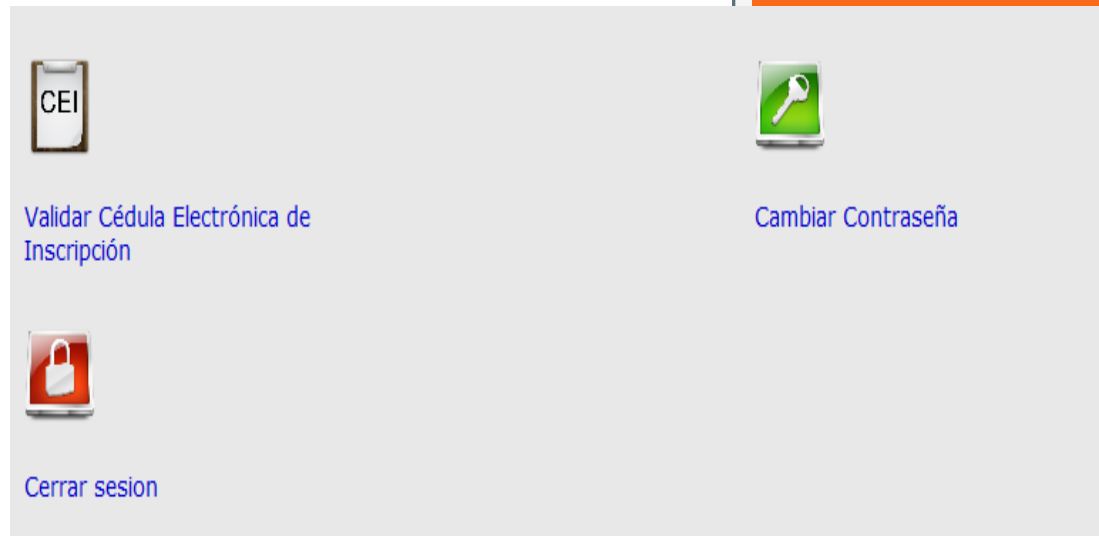 CEI
Validar Cédula Electrónica de
Inscripción
Cambiar Contraseña
Cerrar sesion